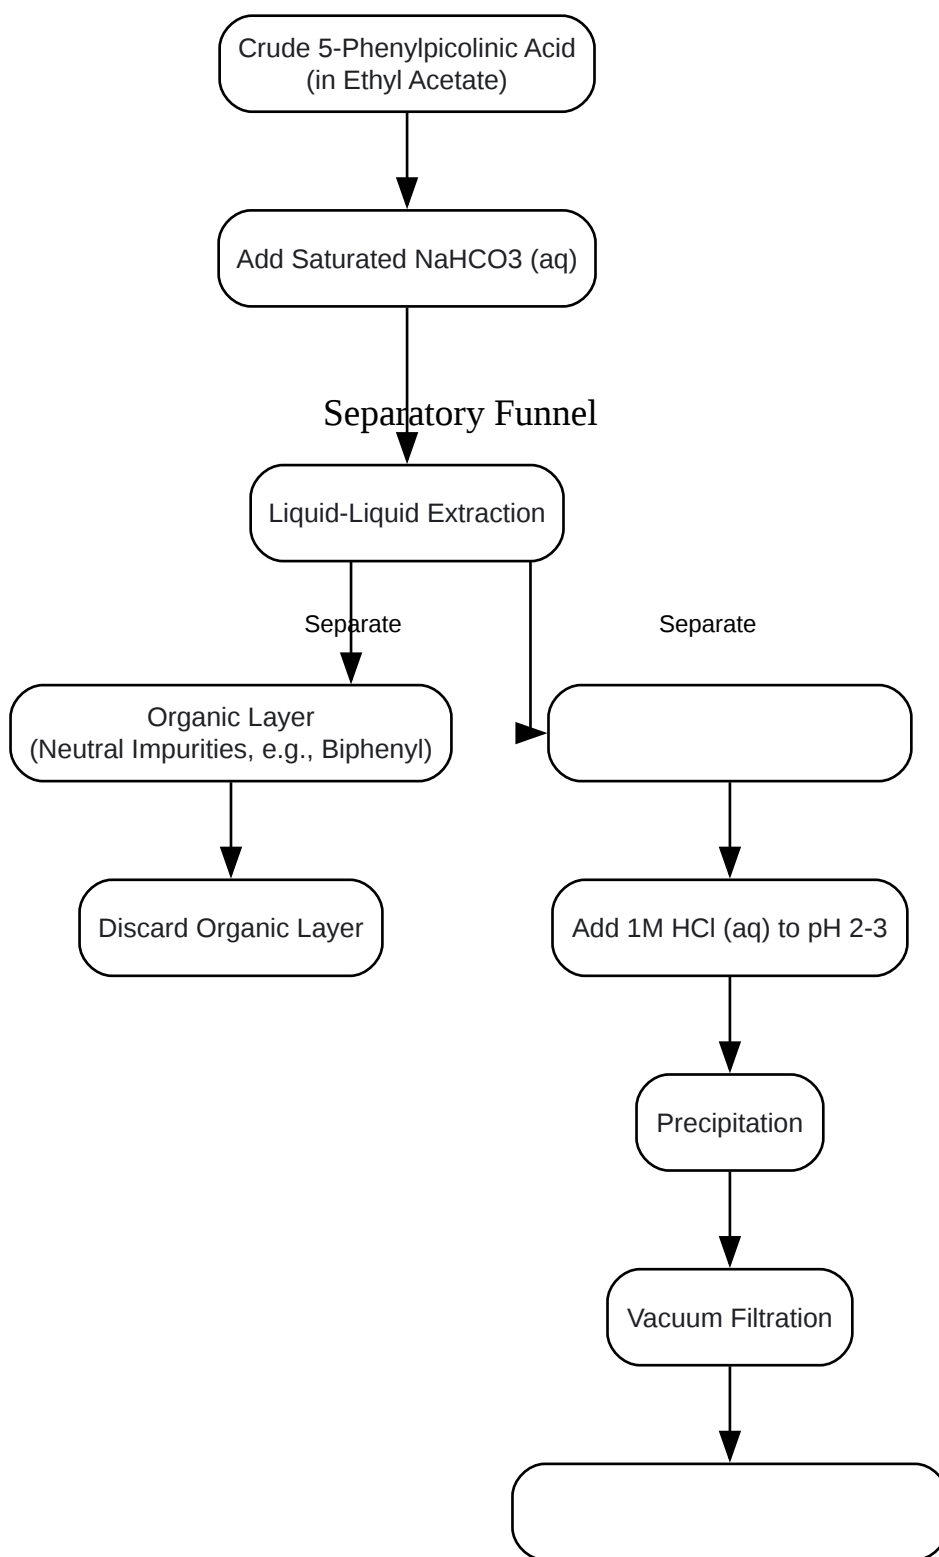 Crude 5-Phenylpicolinic Acid
(in Ethyl Acetate)
Add Saturated NaHCO3 (aq)
Separatory Funnel
Liquid-Liquid Extraction
Separate
Separate
Organic Layer
(Neutral Impurities, e.g., Biphenyl)
Discard Organic Layer
Add 1M HCl (aq) to pH 2-3
Precipitation
Vacuum Filtration